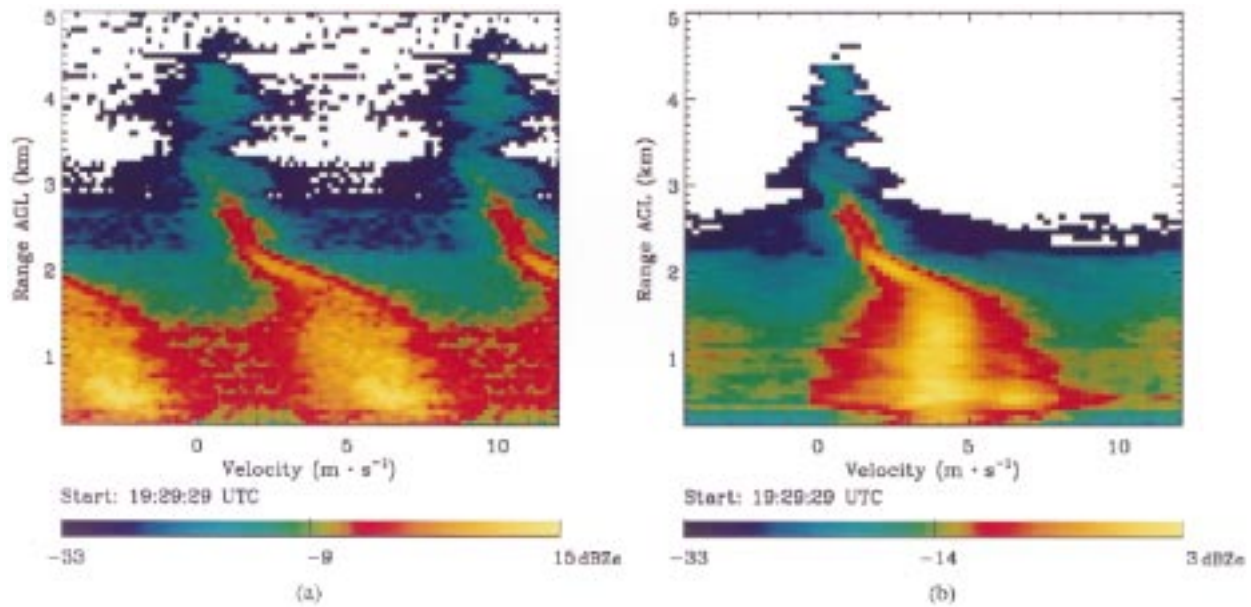 5
4
3
2
1
Range AGL (km)
0
5
10
Velocity (m · s⁻¹)
Start: 19:29:29 UTC
−33
−9
15 dBZe
(a)
5
4
3
2
1
Range AGL (km)
0
5
10
Velocity (m · s⁻¹)
Start: 19:29:29 UTC
−33
−14
3 dBZe
(b)